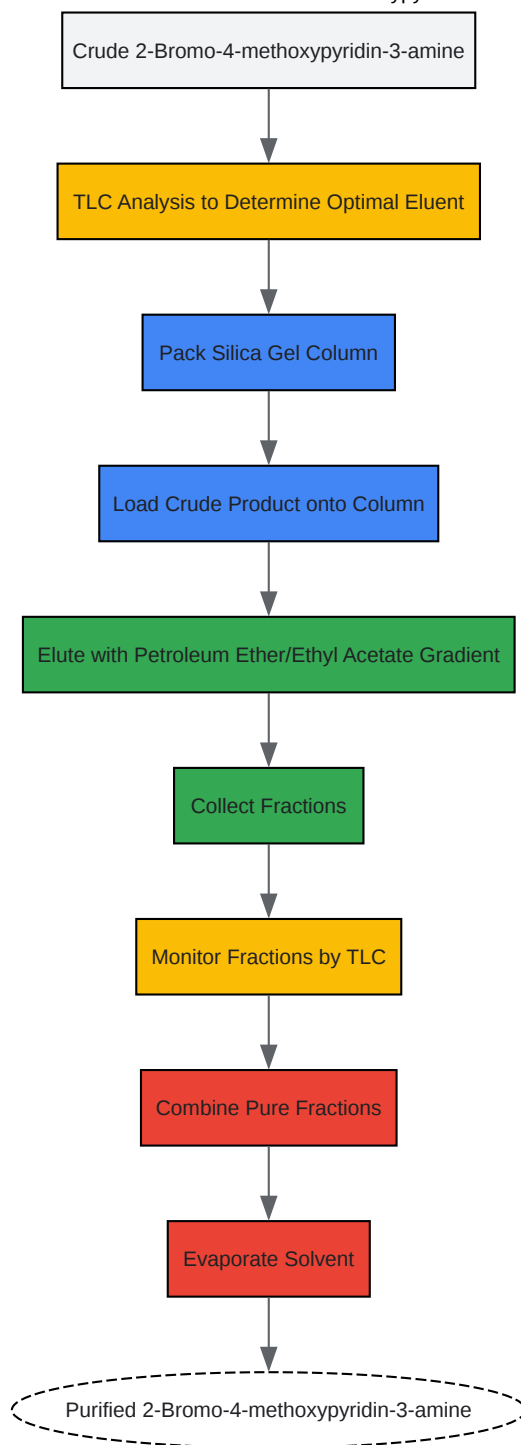 Crude 2-Bromo-4-methoxypyridin-3-amine
TLC Analysis to Determine Optimal Eluent
Pack Silica Gel Column
Load Crude Product onto Column
Elute with Petroleum Ether/Ethyl Acetate Gradient
Collect Fractions
Monitor Fractions by TLC
Combine Pure Fractions
Evaporate Solvent
Purified 2-Bromo-4-methoxypyridin-3-amine